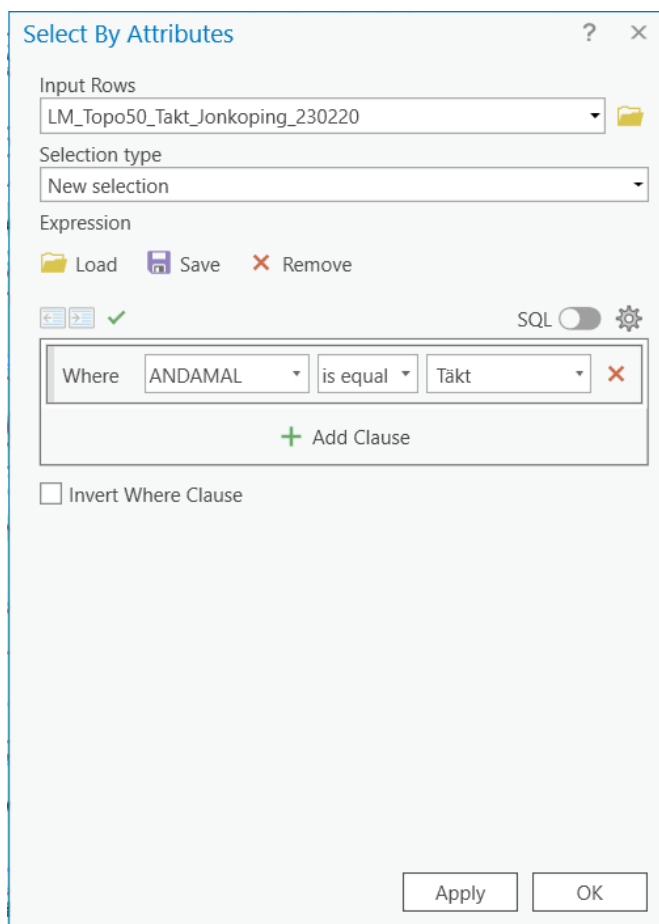 Select By Attributes ? ×
Input Rows
LM_Topo50_Takt_Jonkoping_230220
Selection type
New selection
Expression
Load Save Remove
SQL
Where ANDAMAL is equal Täkt
Add Clause
Invert Where Clause
Apply OK